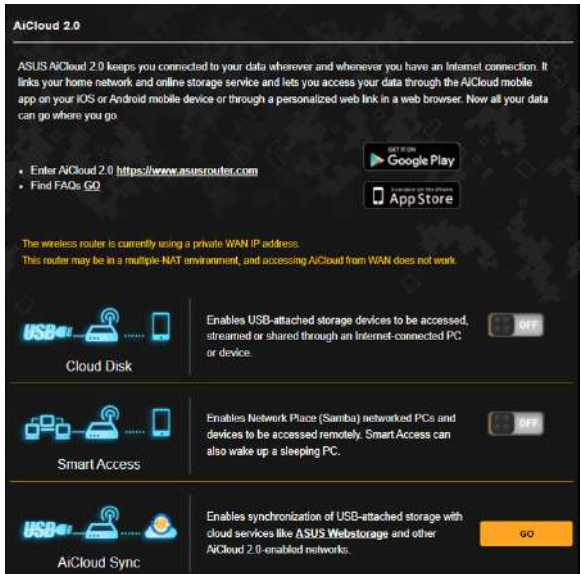 AiCloud 2.0
ASUS AiCloud 2.0 keeps you connected to your data wherever and whenever you have an Internet connection. It
links your home network and online storage service and lets you access your data through the AiCloud mobile
app on your iOS or Android mobile device or through a personalized web link in a web browser. Now all your data
can go where you go
GET IT ON
Google Play
Enter AiCloud 2.0 https://www.asusrouter.com
Find FAQs GO
Available on the iPhone
App Store
The wireless router is currently using a private WAN IP address.
This router may be in a multiple-NAT environment, and accessing AiCloud from WAN does not work.
USB
Cloud Disk
Enables USB-attached storage devices to be accessed,
streamed or shared through an Internet-connected PC
or device.
OFF
Smart Access
Enables Network Place (Samba) networked PCs and
devices to be accessed remotely. Smart Access can
also wake up a sleeping PC.
OFF
USB
AiCloud Sync
Enables synchronization of USB-attached storage with
cloud services like ASUS Webstorage and other
AiCloud 2.0-enabled networks.
GO